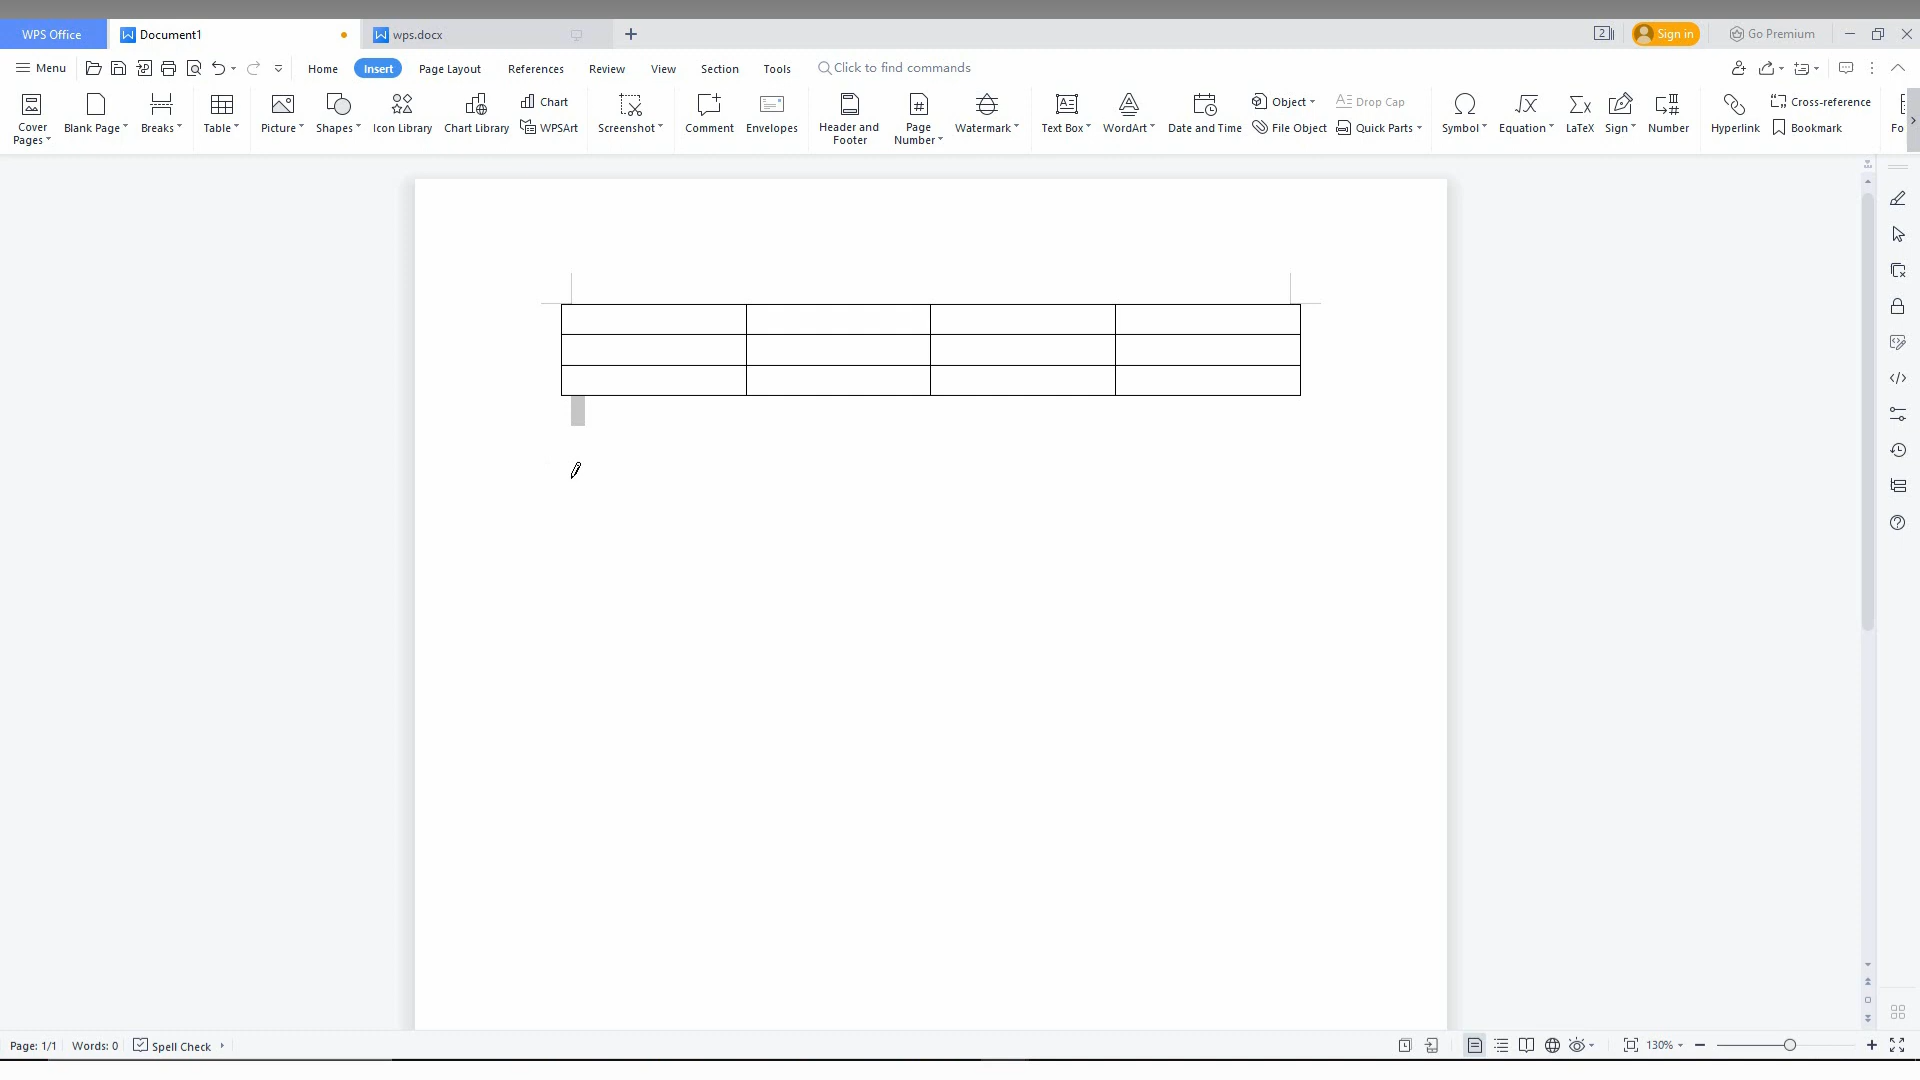 WPS Office Document1 wps.docx 2 Sign in Go Premium
Menu Home Insert Page Layout References Review View Section Tools Click to find commands
Cover Pages Blank Page Breaks Table Picture Shapes Icon Library Chart Library Chart WPSArt Screenshot Comment Envelopes Header and Footer Page Number Watermark Text Box WordArt Date and Time Object File Object Drop Cap Quick Parts Symbol Equation LaTeX Sign Number Hyperlink Cross-reference Bookmark Fo
Page: 1/1 Words: 0 Spell Check 130%